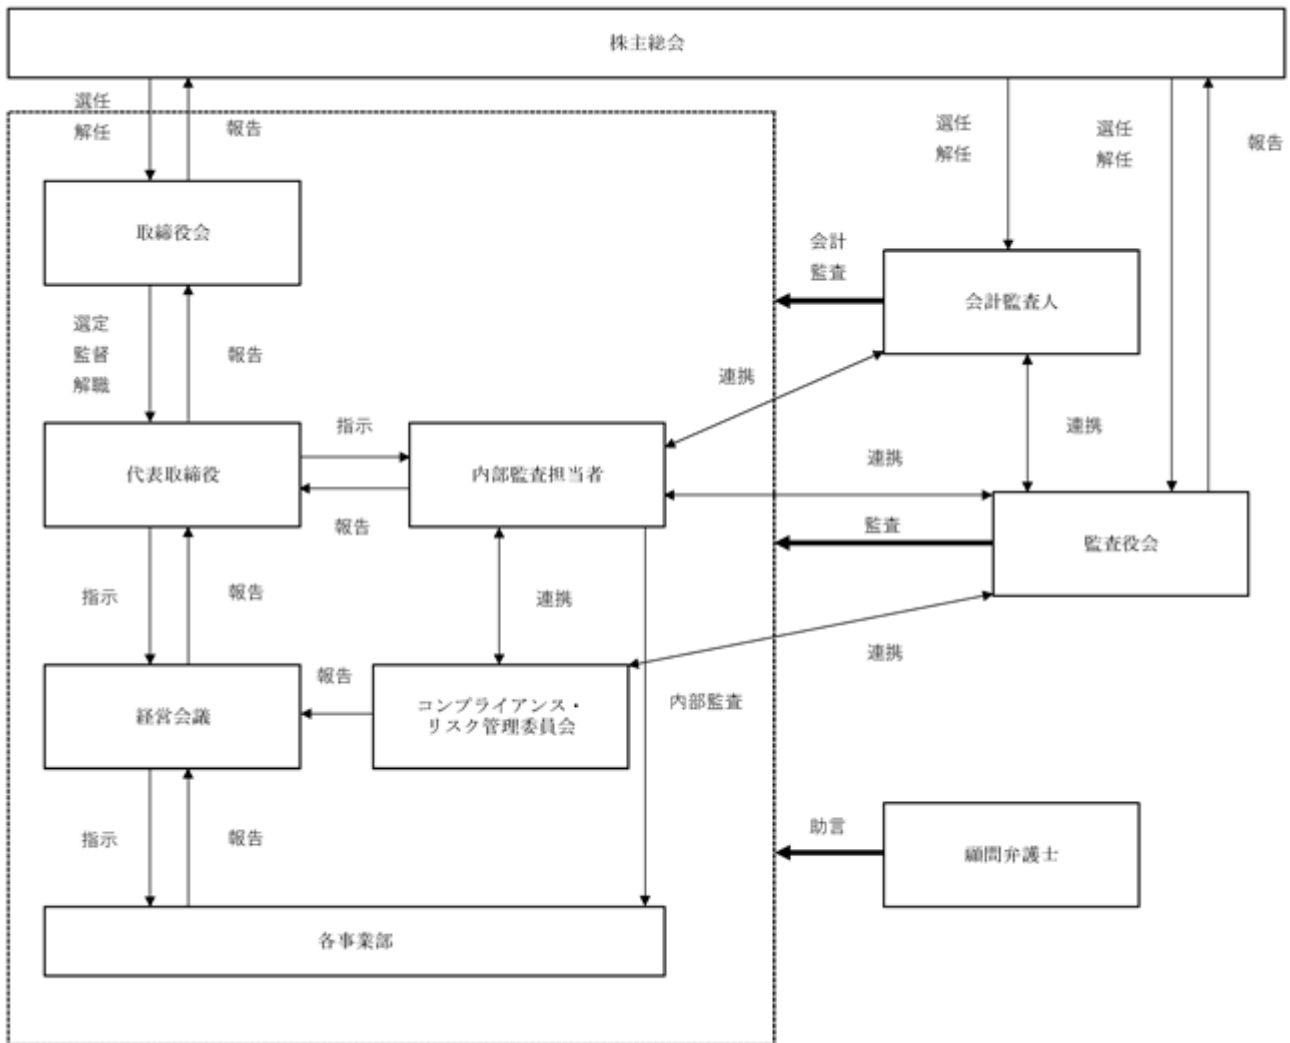 株主総会
選任
解任
報告
選任
解任
選任
解任
報告
取締役会
会計
監査
会計監査人
選定
監督
解職
報告
連携
連携
指示
代表取締役
内部監査担当者
連携
報告
監査
監査役会
指示
報告
連携
連携
報告
経営会議
コンプライアンス・
リスク管理委員会
内部監査
指示
報告
助言
顧問弁護士
各事業部